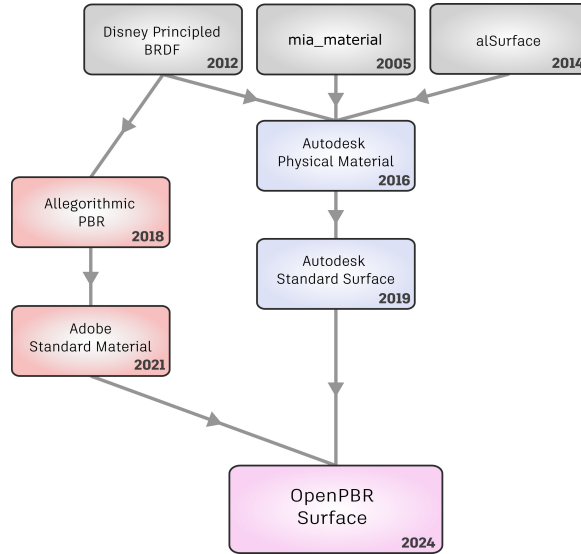 Disney Principled
BRDF
2012
mia_material
2005
alSurface
2014
Autodesk
Physical Material
2016
Allegorithmic
PBR
2018
Autodesk
Standard Surface
2019
Adobe
Standard Material
2021
OpenPBR
Surface
2024